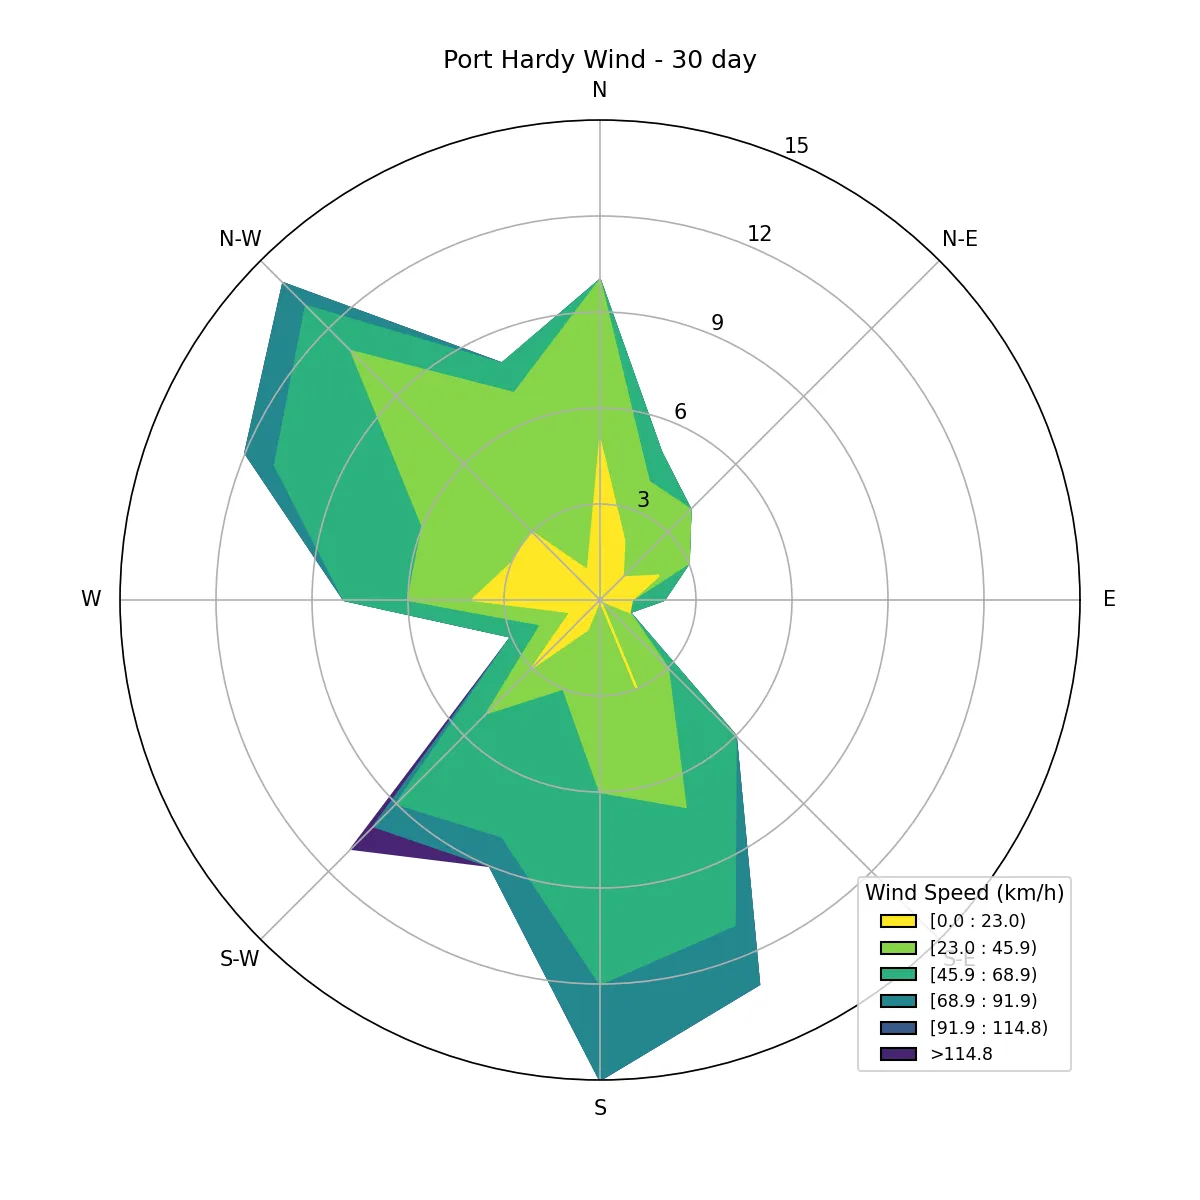 Port Hardy Wind - 30 day
N
15
N-W
12
N-E
9
6
3
W
E
Wind Speed (km/h)
[0.0 : 23.0)
[23.0 : 45.9)
S-W
S-E
[45.9 : 68.9)
[68.9 : 91.9)
[91.9 : 114.8)
>114.8
S